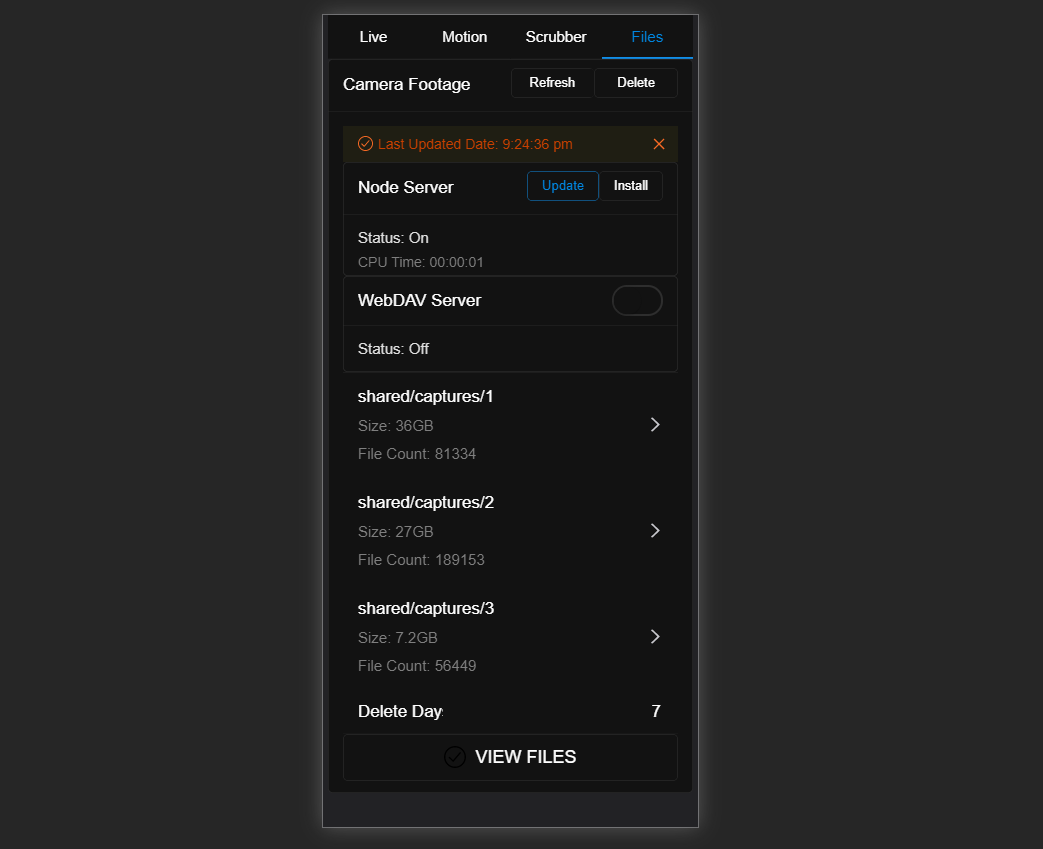 Live Motion Scrubber Files
Camera Footage Refresh Delete
Last Updated Date: 9:24:36 pm
Node Server Update Install
Status: On
CPU Time: 00:00:01
WebDAV Server
Status: Off
shared/captures/1
Size: 36GB
File Count: 81334
shared/captures/2
Size: 27GB
File Count: 189153
shared/captures/3
Size: 7.2GB
File Count: 56449
Delete Day 7
VIEW FILES